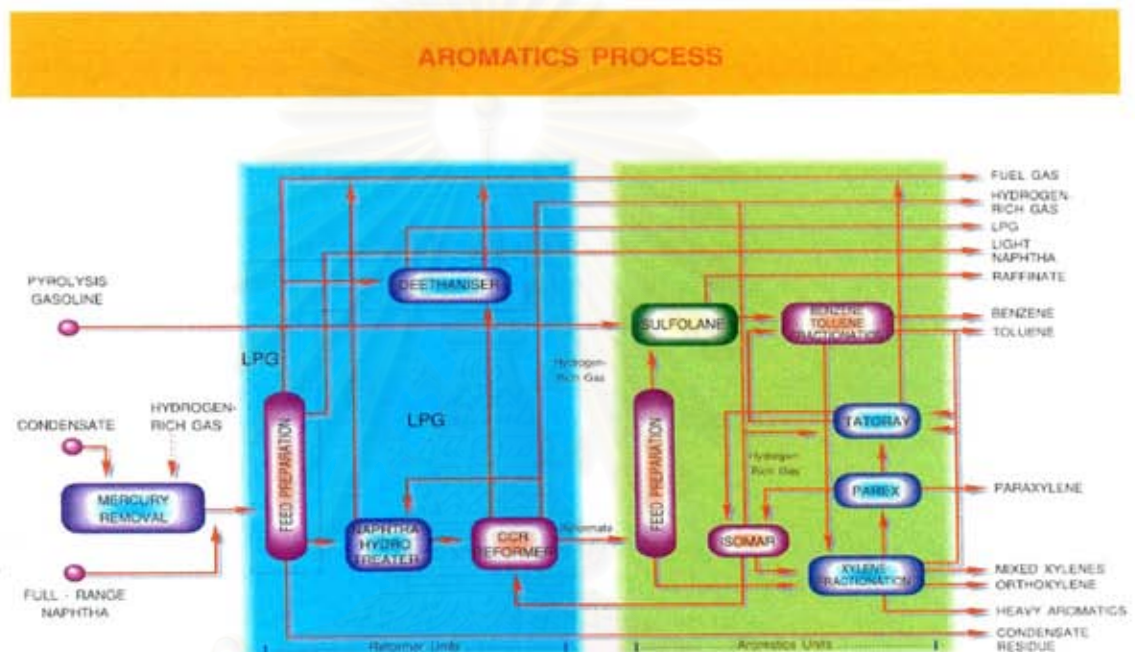 AROMATICS PROCESS
FUEL GAS
HYDROGEN-
RICH GAS
LPG
LIGHT
NAPHTHA
RAFFINATE
PYROLYSIS
GASOLINE
DEETHANISER
SULFOLANE
BENZENE
TOLUENE
FRACTIONATION
BENZENE
TOLUENE
LPG
Hydrogen-
Rich Gas
CONDENSATE
HYDROGEN-
RICH GAS
LPG
FEED PREPARATION
FEED PREPARATION
TATORAY
Hydrogen
Rich Gas
MERCURY
REMOVAL
PAREX
PARAXYLENE
NAPHTRA
HYDRO
TREATER
CCR
REFORMER
Reformate
ISOMAR
XYLENE
FRACTIONATION
MIXED XYLENES
ORTHOXYLENE
FULL - RANGE
NAPHTHA
HEAVY AROMATICS
CONDENSATE
RESIDUE
Reformer Units
Aromatics Units